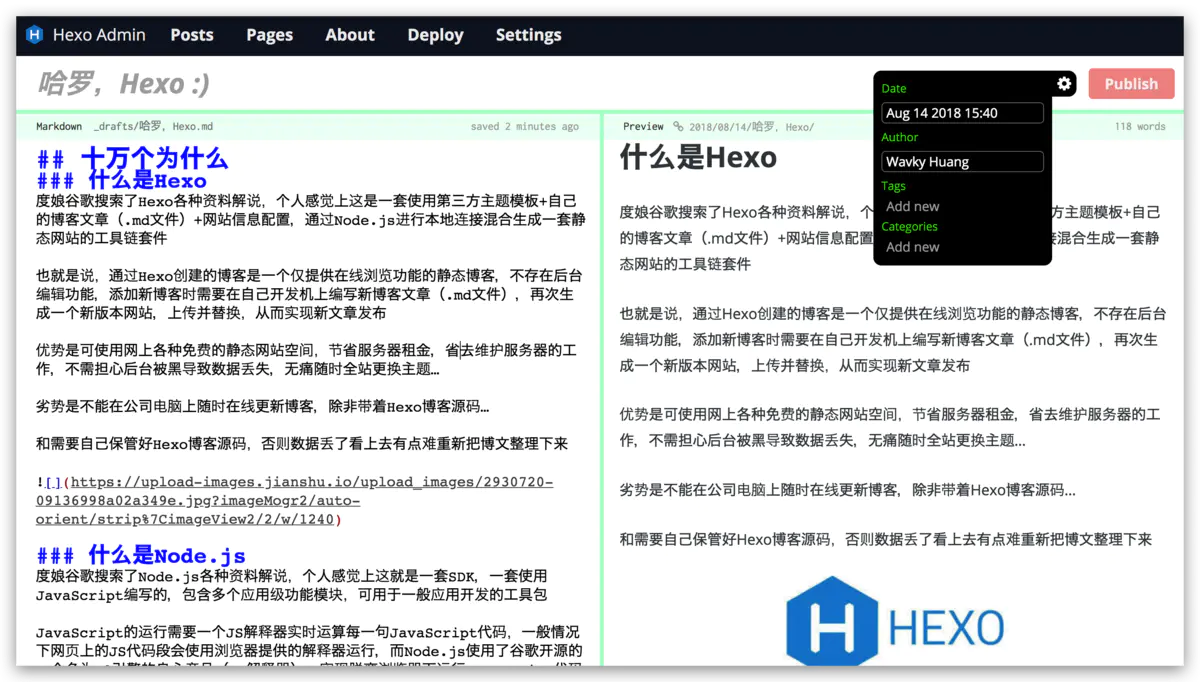 Hexo Admin Posts Pages About Deploy Settings
哈罗，Hexo :)
Publish
Date
Aug 14 2018 15:40
Author
Wavky Huang
Tags
Add new
Categories
Add new
Markdown _drafts/哈罗, Hexo.md saved 2 minutes ago
## 十万个为什么
### 什么是Hexo
度娘谷歌搜索了Hexo各种资料解说，个人感觉上这是一套使用第三方主题模板+自己
的博客文章（.md文件）+网站信息配置，通过Node.js进行本地连接混合生成一套静
态网站的工具链套件
也就是说，通过Hexo创建的博客是一个仅提供在线浏览功能的静态博客，不存在后台
编辑功能，添加新博客时需要在自己开发机上编写新博客文章（.md文件），再次生
成一个新版本网站，上传并替换，从而实现新文章发布
优势是可使用网上各种免费的静态网站空间，节省服务器租金，省去维护服务器的工
作，不需担心后台被黑导致数据丢失，无痛随时全站更换主题…
劣势是不能在公司电脑上随时在线更新博客，除非带着Hexo博客源码…
和需要自己保管好Hexo博客源码，否则数据丢了看上去有点难重新把博文整理下来
![](https://upload-images.jianshu.io/upload_images/2930720-
09136998a02a349e.jpg?imageMogr2/auto-
orient/strip%7CimageView2/2/w/1240)
### 什么是Node.js
度娘谷歌搜索了Node.js各种资料解说，个人感觉上这就是一套SDK，一套使用
JavaScript编写的，包含多个应用级功能模块，可用于一般应用开发的工具包
JavaScript的运行需要一个JS解释器实时运算每一句JavaScript代码，一般情况
下网页上的JS代码段会使用浏览器提供的解释器运行，而Node.js使用了谷歌开源的
Preview 2018/08/14/哈罗, Hexo/ 118 words
什么是Hexo
度娘谷歌搜索了Hexo各种资料解说，个 方主题模板+自己
的博客文章（.md文件）+网站信息配置 接混合生成一套静
态网站的工具链套件
也就是说，通过Hexo创建的博客是一个仅提供在线浏览功能的静态博客，不存在后台
编辑功能，添加新博客时需要在自己开发机上编写新博客文章（.md文件），再次生
成一个新版本网站，上传并替换，从而实现新文章发布
优势是可使用网上各种免费的静态网站空间，节省服务器租金，省去维护服务器的工
作，不需担心后台被黑导致数据丢失，无痛随时全站更换主题…
劣势是不能在公司电脑上随时在线更新博客，除非带着Hexo博客源码…
和需要自己保管好Hexo博客源码，否则数据丢了看上去有点难重新把博文整理下来
HEXO